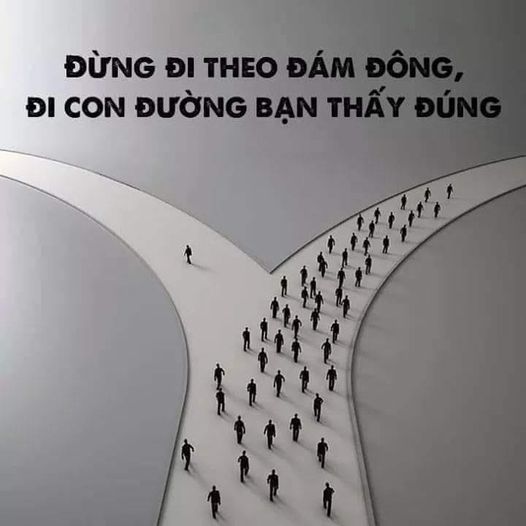 ĐỪNG ĐI THEO ĐÁM ĐÔNG,
ĐI CON ĐƯỜNG BẠN THẤY ĐÚNG